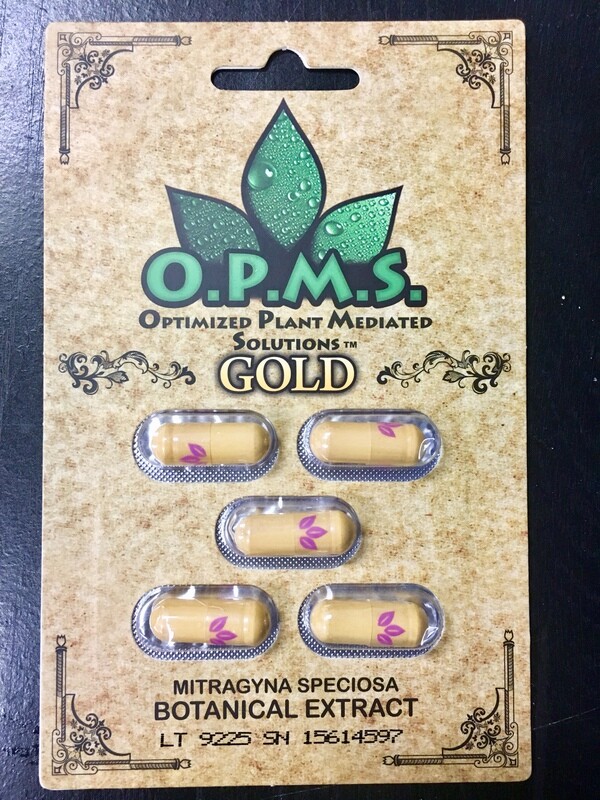 O.P.M.S.
OPTIMIZED PLANT MEDIATED
SOLUTIONS™
GOLD
MITRAGYNA SPECIOSA
BOTANICAL EXTRACT
LT 9225 SN 15614597